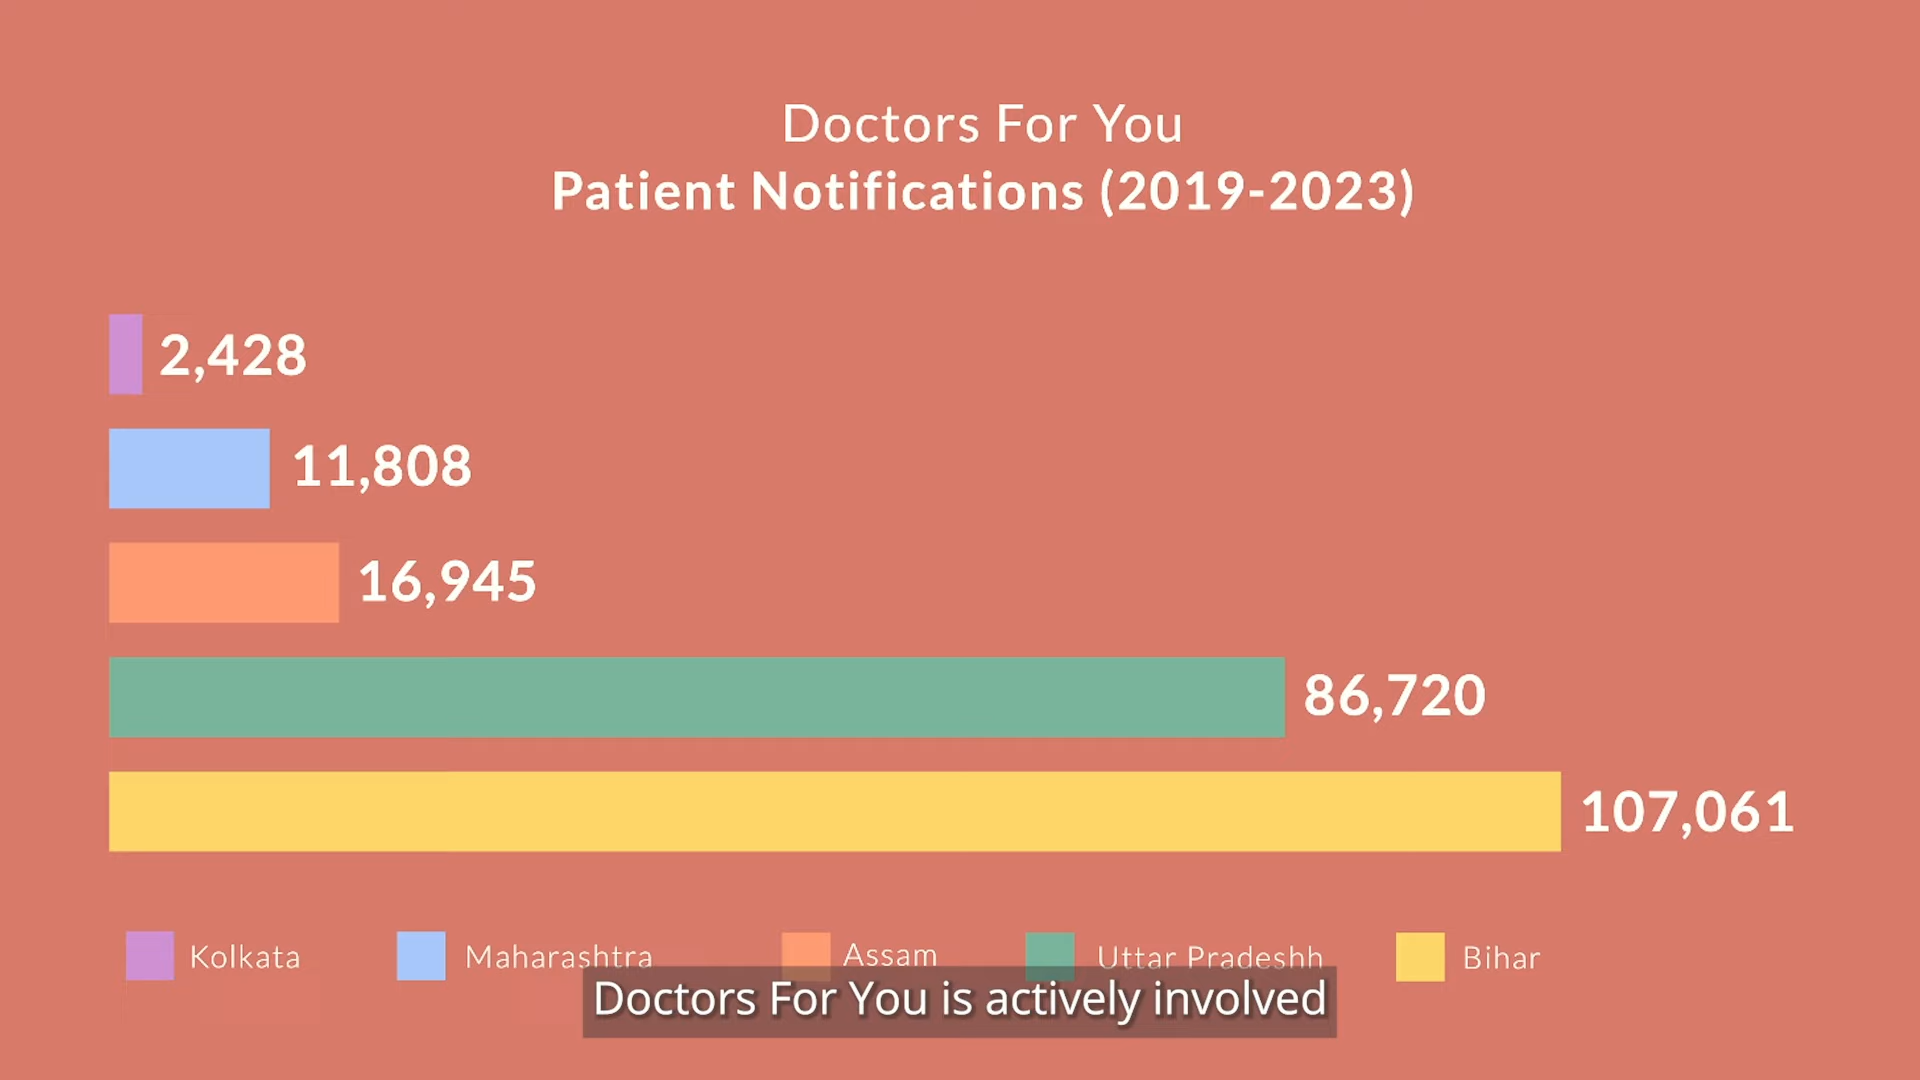 Doctors For You
Patient Notifications (2019-2023)
2,428
11,808
16,945
86,720
107,061
Kolkata
Maharashtra
Assam
Uttar Pradeshh
Bihar
Doctors For You is actively involved